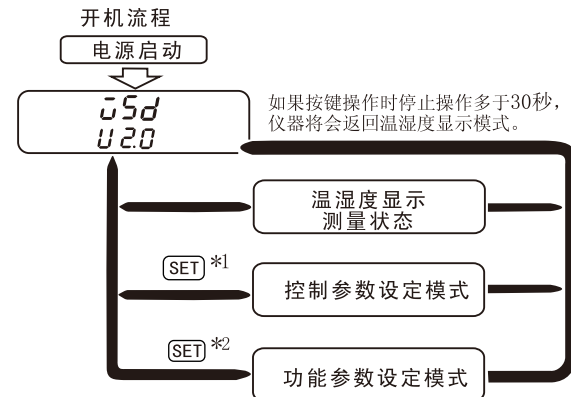 开机流程
电源启动
U 2.0
如果按键操作时停止操作多于30秒，
仪器将会返回温湿度显示模式。
温湿度显示
测量状态
SET *1
控制参数设定模式
SET *2
功能参数设定模式